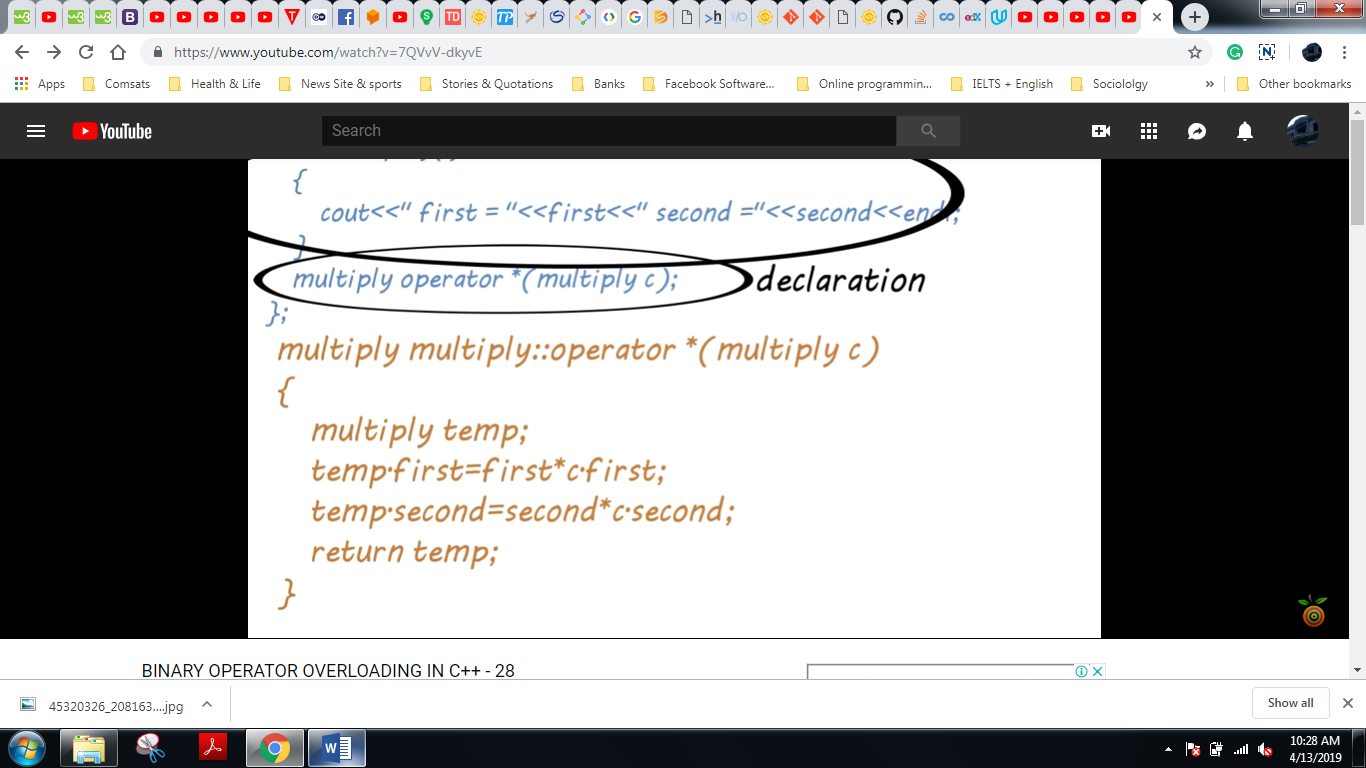 https://www.youtube.com/watch?v=7QVvV-dkyvE
Apps Comsats Health & Life News Site & sports Stories & Quotations Banks Facebook Software... Online programmin... IELTS + English Sociololgy » Other bookmarks
YouTube Search
{
cout<<" first = "<<first<<" second ="<<second<<endl;
}
multiply operator *( multiply c); declaration
};
multiply multiply::operator *( multiply c )
{
multiply temp;
temp.first=first*c.first;
temp.second=second*c.second;
return temp;
}
BINARY OPERATOR OVERLOADING IN C++ - 28
45320326_208163....jpg Show all
10:28 AM
4/13/2019